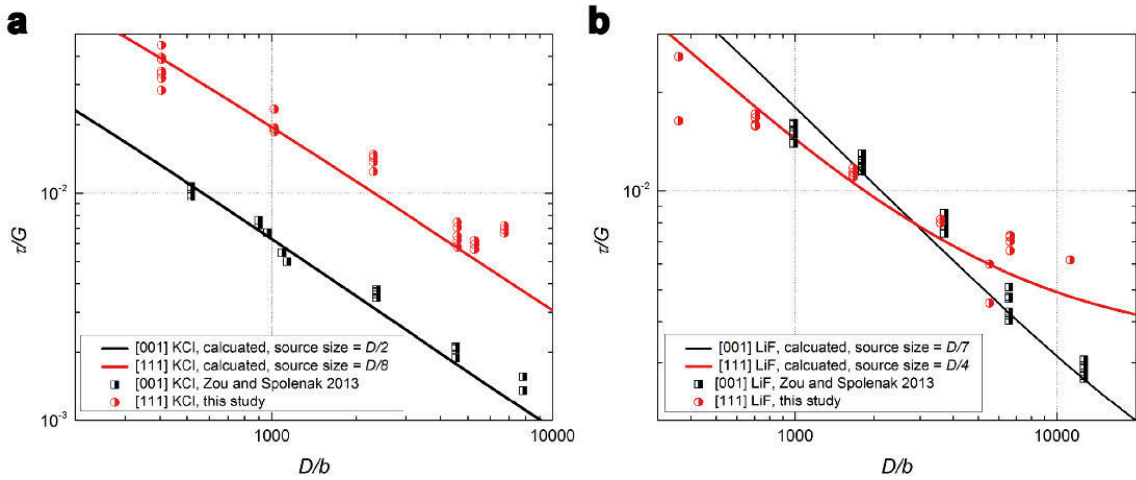 a
10⁻²
10⁻³
τ/G
[001] KCl, calcuated, source size = D/2
[111] KCl, calcuated, source size = D/8
[001] KCl, Zou and Spolenak 2013
[111] KCl, this study
1000
10000
D/b
b
10⁻²
τ/G
[001] LiF, calcuated, source size = D/7
[111] LiF, calcuated, source size = D/4
[001] LiF, Zou and Spolenak 2013
[111] LiF, this study
1000
10000
D/b